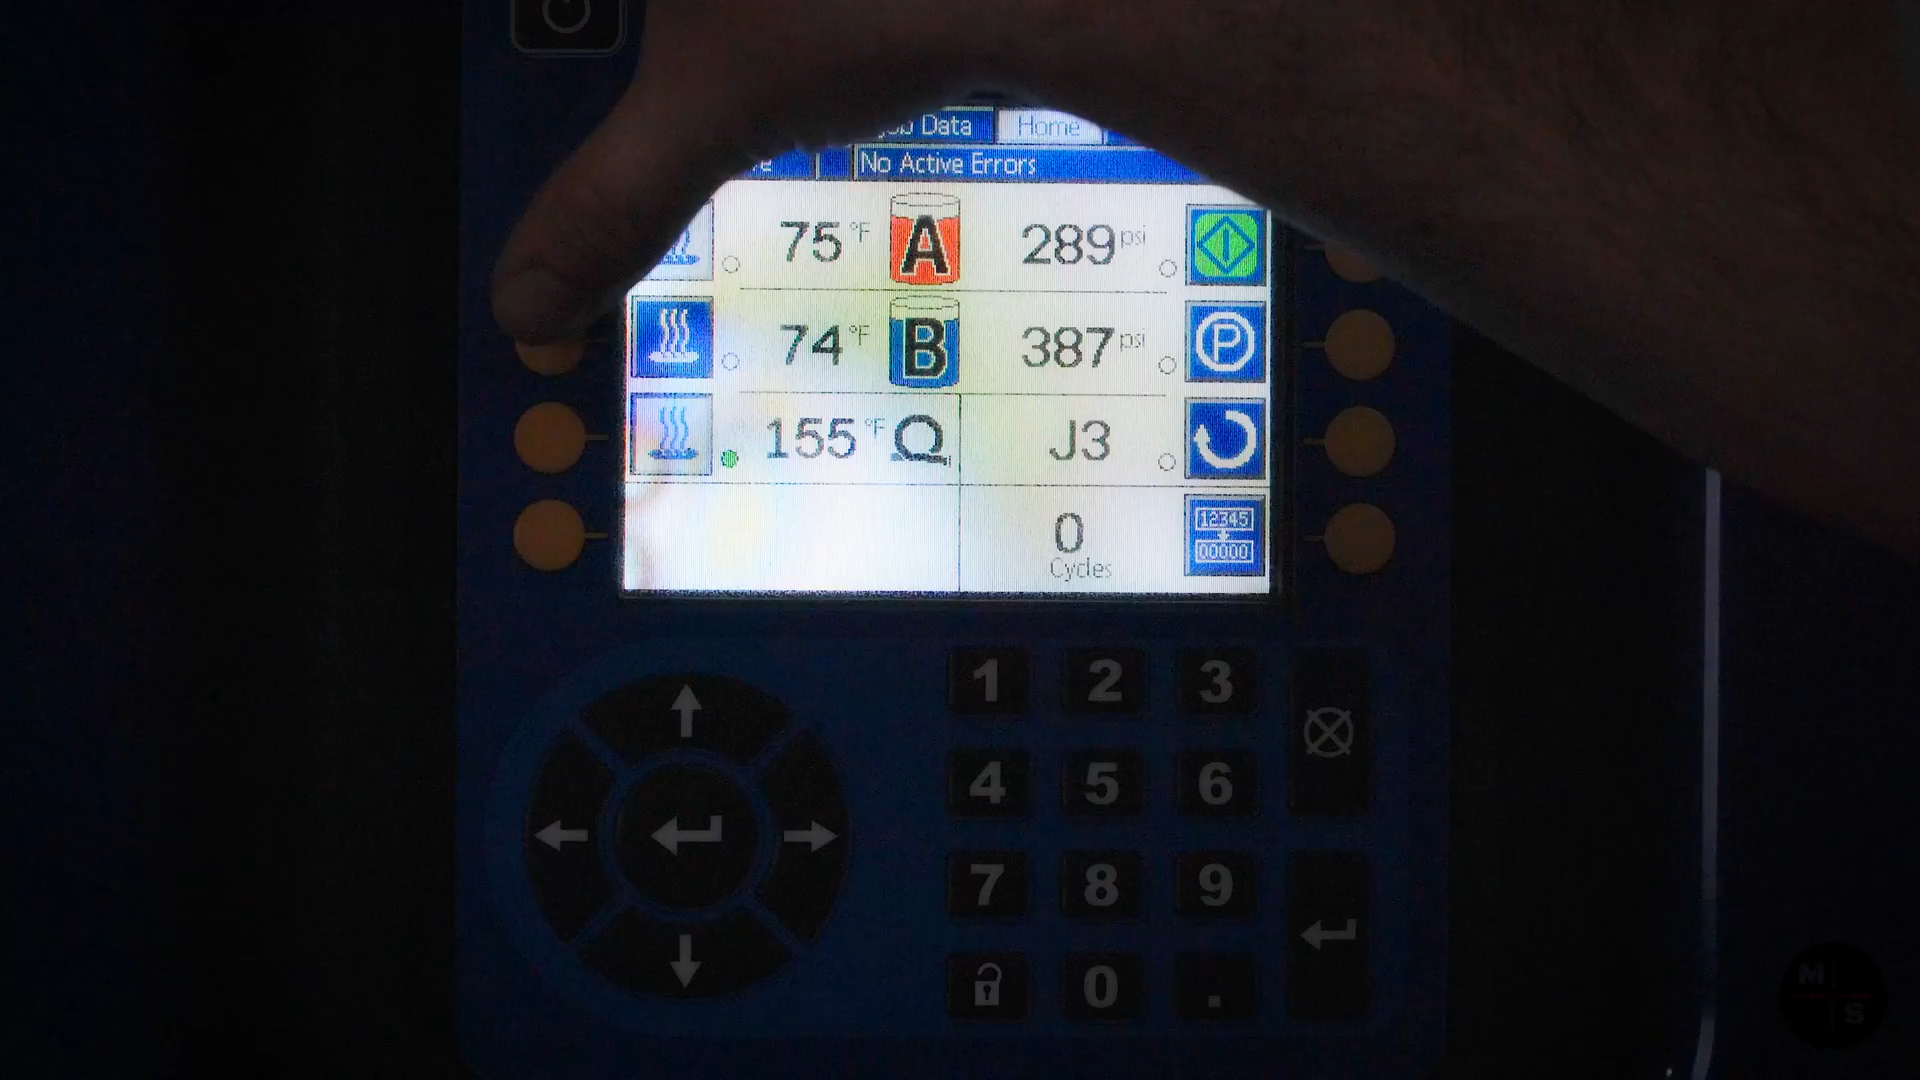 Job Data Home
No Active Errors
75 °F A 289 psi
74 °F B 387 psi
155 °F J3
12345
00000
0
Cycles
1 2 3
4 5 6
7 8 9
0 .
M
S